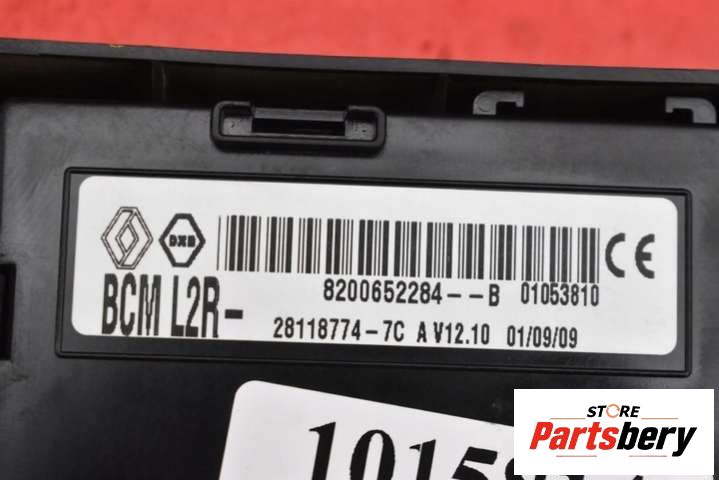 8200652284--B 01053810
BCM L2R-
28118774-7C A V12.10 01/09/09
CE
STORE
Partsbery